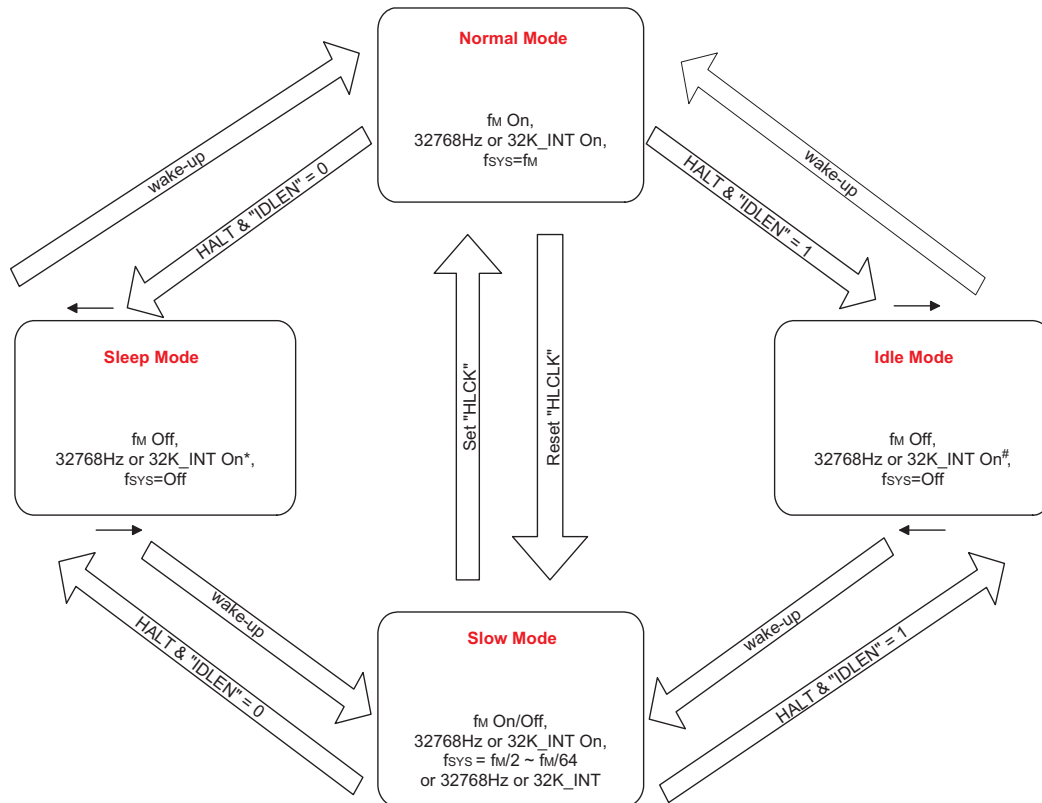 Normal Mode
fM On,
32768Hz or 32K_INT On,
fSYS=fM
wake-up
HALT & "IDLEN" = 0
HALT & "IDLEN" = 1
wake-up
Sleep Mode
fM Off,
32768Hz or 32K_INT On*,
fSYS=Off
Set "HLCK"
Reset "HLCLK"
Idle Mode
fM Off,
32768Hz or 32K_INT On#,
fSYS=Off
wake-up
HALT & "IDLEN" = 0
wake-up
HALT & "IDLEN" = 1
Slow Mode
fM On/Off,
32768Hz or 32K_INT On,
fSYS = fM/2 ~ fM/64
or 32768Hz or 32K_INT